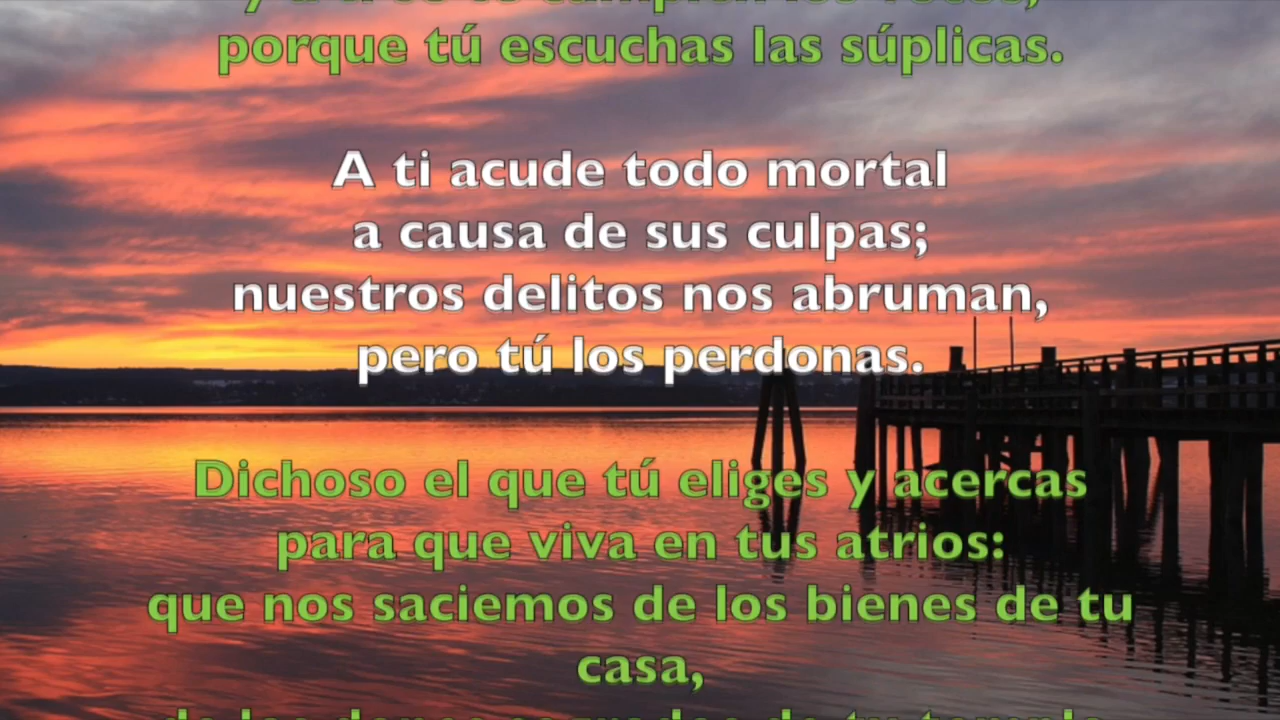 porque tú escuchas las súplicas.
A ti acude todo mortal
a causa de sus culpas;
nuestros delitos nos abruman,
pero tú los perdonas.
Dichoso el que tú eliges y acercas
para que viva en tus atrios:
que nos saciemos de los bienes de tu
casa,